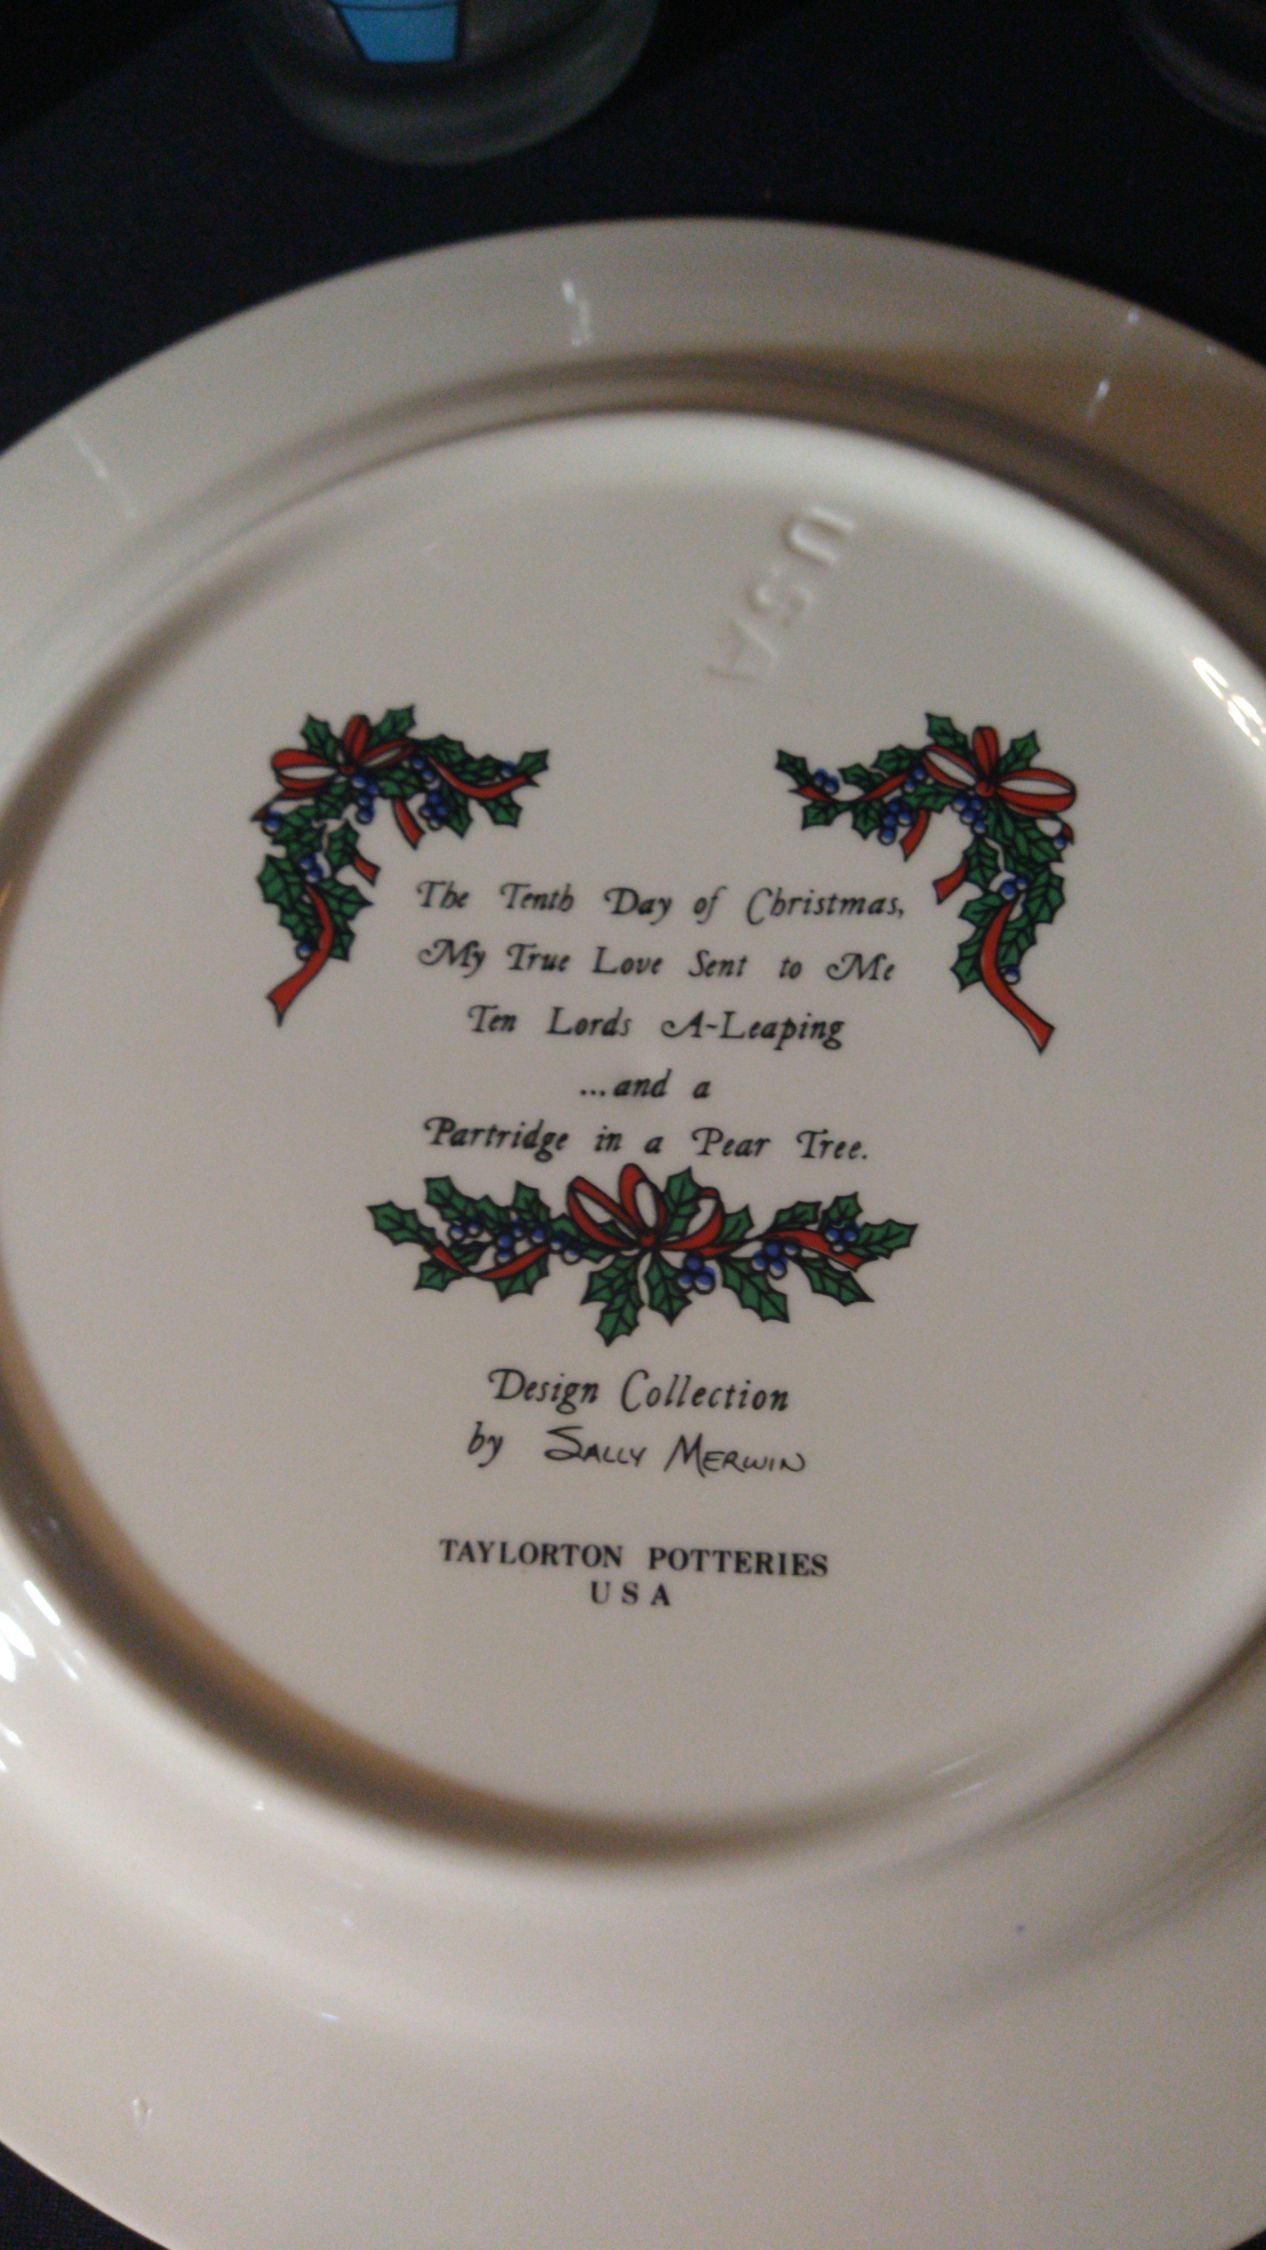 USA
The Tenth Day of Christmas,
My True Love Sent to Me
Ten Lords A-Leaping
...and a
Partridge in a Pear Tree.
Design Collection
by SALLY MERWIN
TAYLORTON POTTERIES
USA